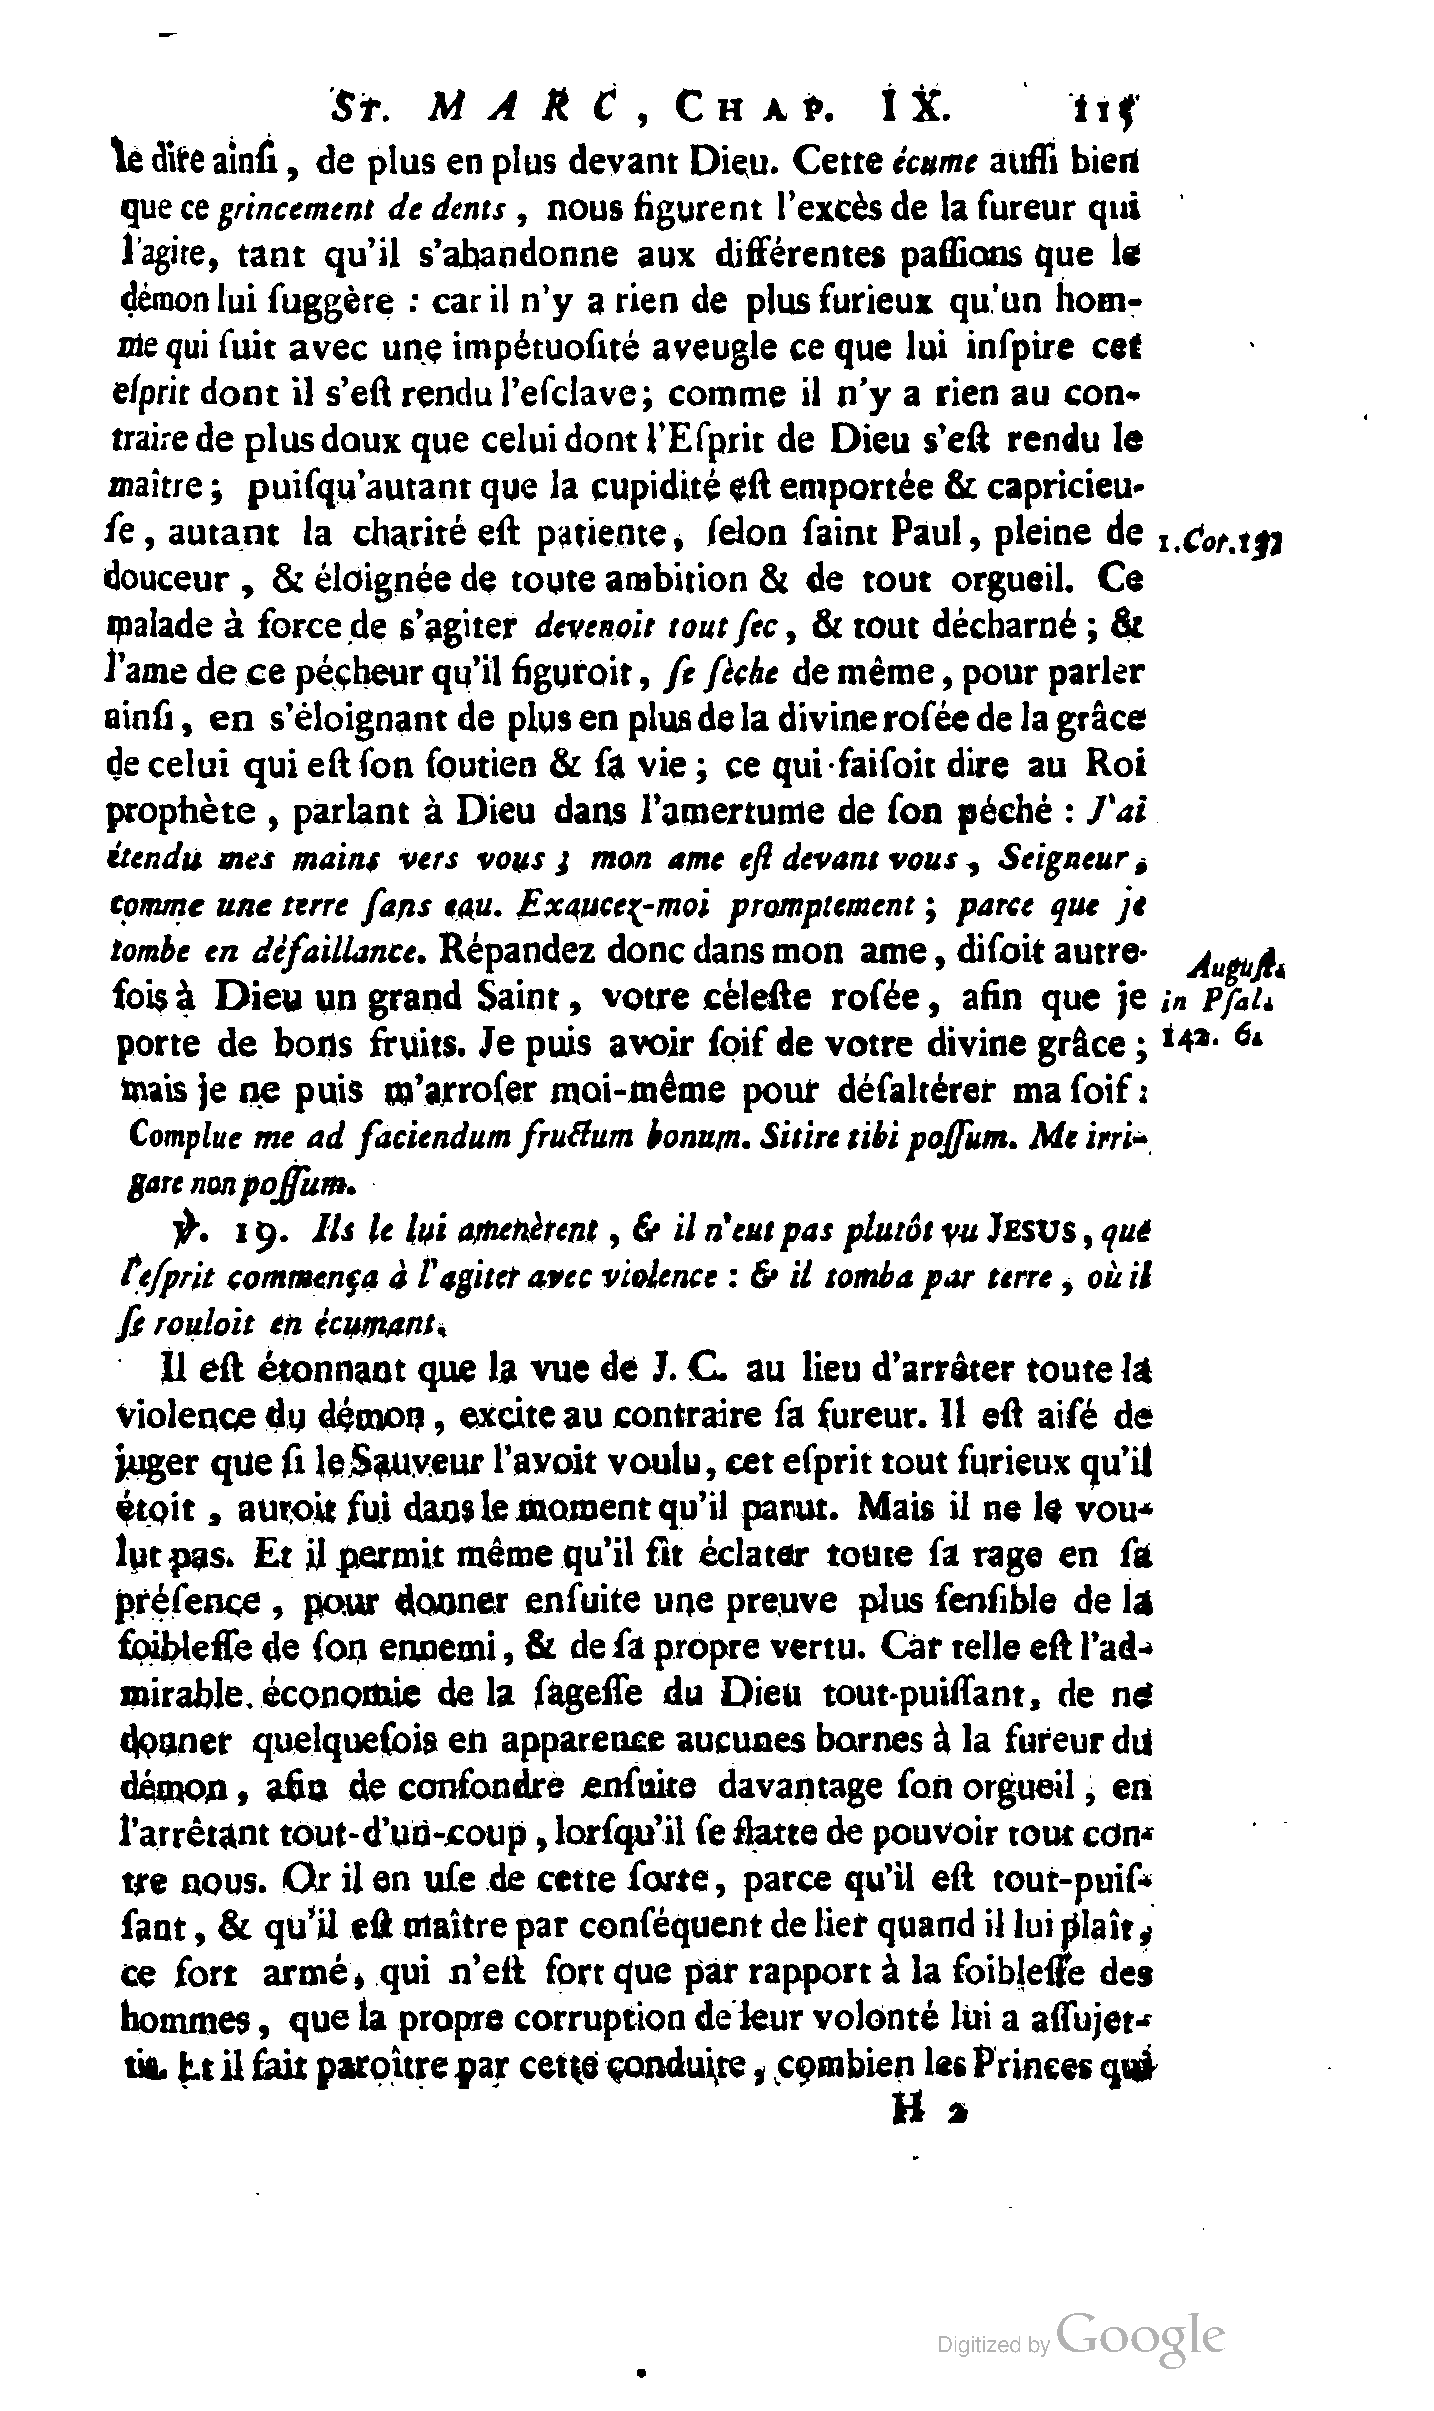 ST. MARC, CHAP. IX. 115
le dire ainſi, de plus en plus devant Dieu. Cette écume auſſi bien
que ce grincement de dents, nous figurent l'excès de la fureur qui
l'agite, tant qu'il s'abandonne aux différentes paſſions que le
démon lui ſuggère : car il n'y a rien de plus furieux qu'un hom-
me qui ſuit avec une impétuoſité aveugle ce que lui inſpire cet
eſprit dont il s'eſt rendu l'eſclave; comme il n'y a rien au con-
traire de plus doux que celui dont l'Eſprit de Dieu s'eſt rendu le
maître; puiſqu'autant que la cupidité eſt emportée & capricieu-
ſe, autant la charité eſt patiente, ſelon ſaint Paul, pleine de
1. Cor. 13
douceur, & éloignée de toute ambition & de tout orgueil. Ce
malade à force de s'agiter devenoit tout ſec, & tout décharné; &
l'ame de ce pécheur qu'il figuroit, ſe ſèche de même, pour parler
ainſi, en s'éloignant de plus en plus de la divine roſée de la grâce
de celui qui eſt ſon ſoutien & ſa vie; ce qui faiſoit dire au Roi
prophète, parlant à Dieu dans l'amertume de ſon péché : J'ai
étendu mes mains vers vous; mon ame eſt devant vous, Seigneur,
comme une terre ſans eau. Exaucez-moi promptement; parce que je
tombe en défaillance. Répandez donc dans mon ame, diſoit autre-
fois à Dieu un grand Saint, votre céleſte roſée, afin que je
porte de bons fruits. Je puis avoir ſoif de votre divine grâce;
Auguſt.
in Pſal.
142. 6.
mais je ne puis m'arroſer moi-même pour déſaltérer ma ſoif :
Complue me ad faciendum fructum bonum. Sitire tibi poſſum. Me irri-
gare non poſſum.
℣. 19. Ils le lui amenèrent, & il n'eut pas plutôt vu JESUS, que
l'eſprit commença à l'agiter avec violence : & il tomba par terre, où il
ſe rouloit en écumant.
Il eſt étonnant que la vue de J. C. au lieu d'arrêter toute la
violence du démon, excite au contraire ſa fureur. Il eſt aiſé de
juger que ſi le Sauveur l'avoit voulu, cet eſprit tout furieux qu'il
étoit, auroit fui dans le moment qu'il parut. Mais il ne le vou-
lut pas. Et il permit même qu'il fît éclater toute ſa rage en ſa
préſence, pour donner enſuite une preuve plus ſenſible de la
foibleſſe de ſon ennemi, & de ſa propre vertu. Car telle eſt l'ad-
mirable économie de la ſageſſe du Dieu tout-puiſſant, de ne
donner quelquefois en apparence aucunes bornes à la fureur du
démon, afin de confondre enſuite davantage ſon orgueil, en
l'arrêtant tout-d'un-coup, lorſqu'il ſe flatte de pouvoir tout con-
tre nous. Or il en uſe de cette ſorte, parce qu'il eſt tout-puiſ-
ſant, & qu'il eſt maître par conſéquent de lier quand il lui plaît,
ce fort armé, qui n'eſt fort que par rapport à la foibleſſe des
hommes, que la propre corruption de leur volonté lui a aſſujet-
tis. Et il fait paroître par cette conduite, combien les Princes qui
H 2
Digitized by Google